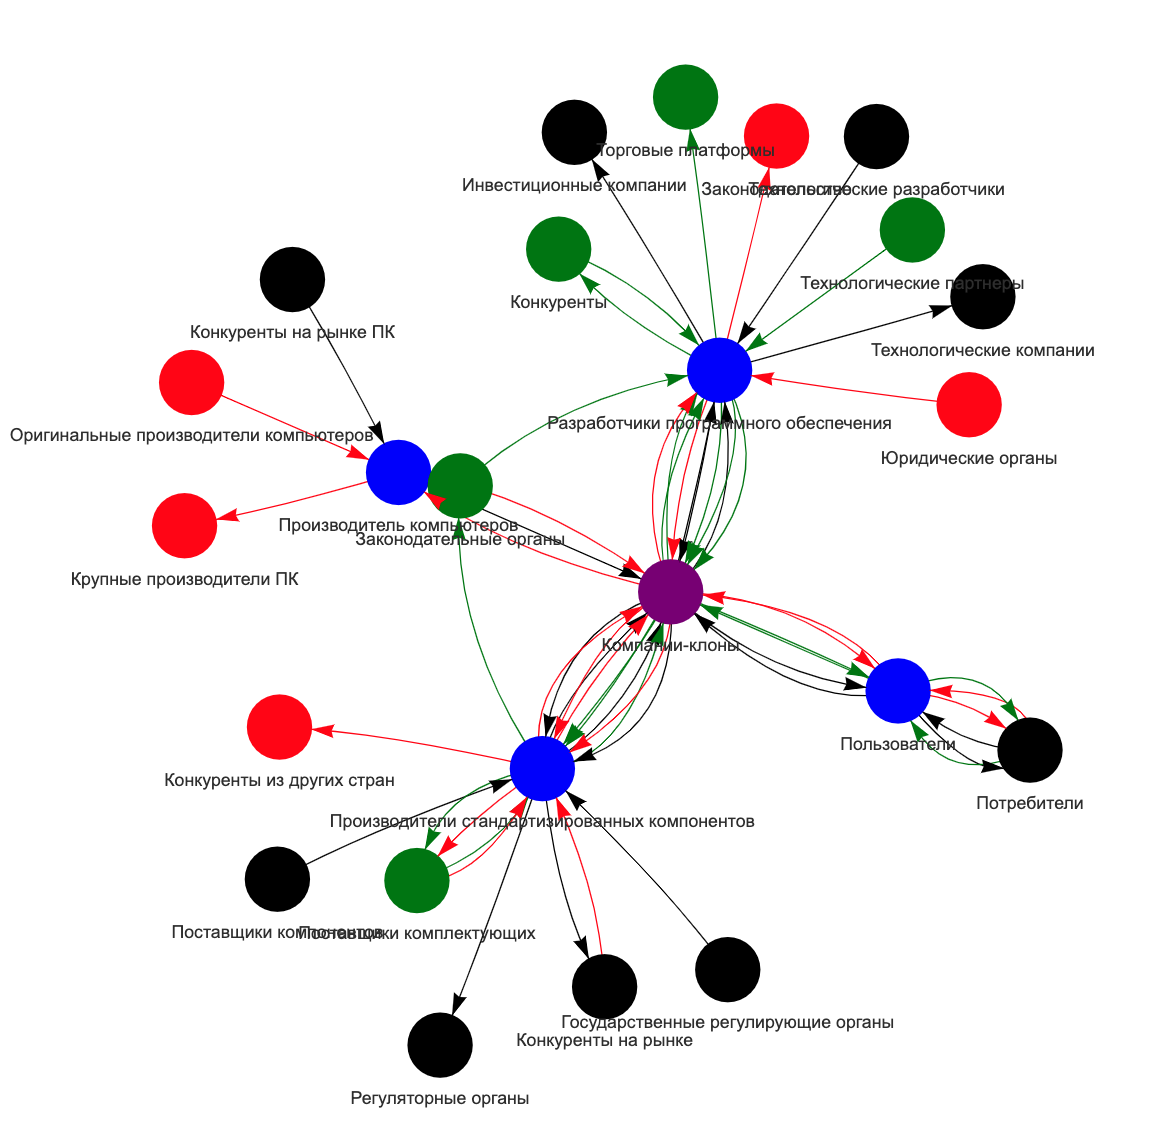 Торговые платформы
Инвестиционные компании
Законодательство
Технологические разработчики
Технологические партнеры
Конкуренты
Конкуренты на рынке ПК
Технологические компании
Разработчики программного обеспечения
Оригинальные производители компьютеров
Юридические органы
Производитель компьютеров
Законодательные органы
Крупные производители ПК
Компании-клоны
Пользователи
Конкуренты из других стран
Потребители
Производители стандартизированных компонентов
Поставщики компонентов
Поставщики комплектующих
Государственные регулирующие органы
Конкуренты на рынке
Регуляторные органы